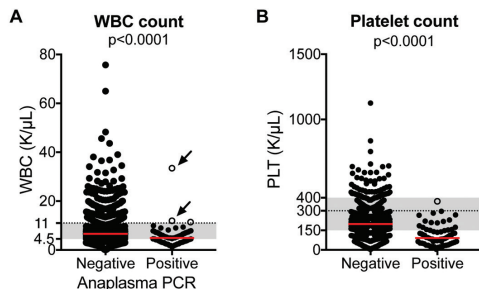 A
WBC count
p<0.0001
WBC (K/μL)
80
60
40
20
11
4.5
0
Negative Positive
Anaplasma PCR
B
Platelet count
p<0.0001
PLT (K/μL)
1500
1000
400
300
150
0
Negative Positive